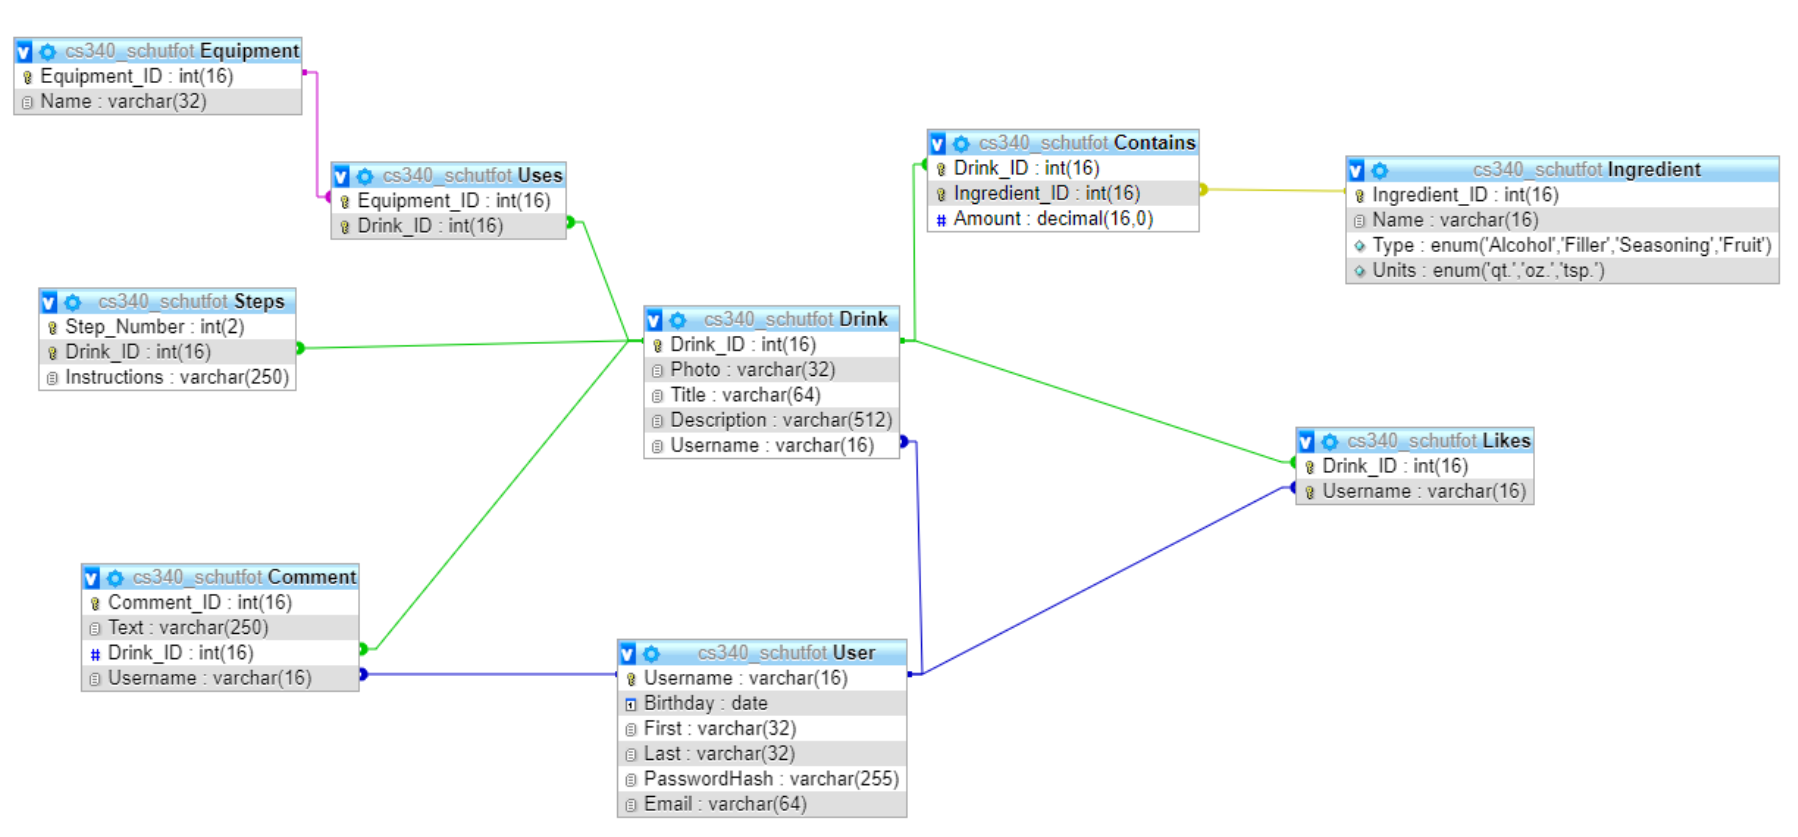 cs340_schutfot Equipment
Equipment_ID : int(16)
Name : varchar(32)
cs340_schutfot Uses
Equipment_ID : int(16)
Drink_ID : int(16)
cs340_schutfot Contains
Drink_ID : int(16)
Ingredient_ID : int(16)
Amount : decimal(16,0)
cs340_schutfot Ingredient
Ingredient_ID : int(16)
Name : varchar(16)
Type : enum('Alcohol','Filler','Seasoning','Fruit')
Units : enum('qt.','oz.','tsp.')
cs340_schutfot Steps
Step_Number : int(2)
Drink_ID : int(16)
Instructions : varchar(250)
cs340_schutfot Drink
Drink_ID : int(16)
Photo : varchar(32)
Title : varchar(64)
Description : varchar(512)
Username : varchar(16)
cs340_schutfot Likes
Drink_ID : int(16)
Username : varchar(16)
cs340_schutfot Comment
Comment_ID : int(16)
Text : varchar(250)
# Drink_ID : int(16)
Username : varchar(16)
cs340_schutfot User
Username : varchar(16)
Birthday : date
First : varchar(32)
Last : varchar(32)
PasswordHash : varchar(255)
Email : varchar(64)